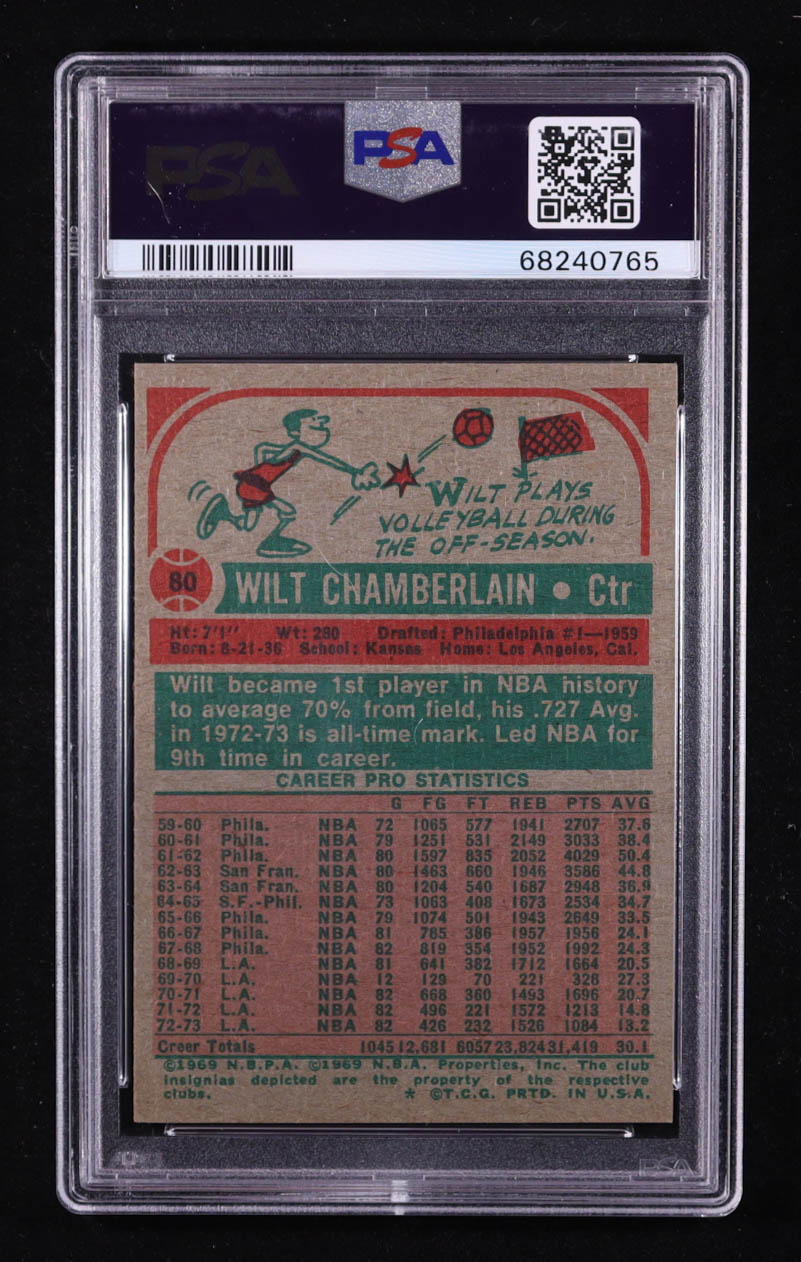 PSA
PSA
68240765
WILT PLAYS
VOLLEYBALL DURING
THE OFF-SEASON.
80
WILT CHAMBERLAIN • Ctr
Ht: 7'1" Wt: 280 Drafted: Philadelphia #1—1959
Born: 8-21-36 School: Kansas Home: Los Angeles, Cal.
Wilt became 1st player in NBA history
to average 70% from field, his .727 Avg.
in 1972-73 is all-time mark. Led NBA for
9th time in career.
CAREER PRO STATISTICS
G FG FT REB PTS AVG
59-60 Phila. NBA 72 1065 577 1941 2707 37.6
60-61 Phila. NBA 79 1251 531 2149 3033 38.4
61-62 Phila. NBA 80 1597 835 2052 4029 50.4
62-63 San Fran. NBA 80 1463 660 1946 3586 44.8
63-64 San Fran. NBA 80 1204 540 1687 2948 36.9
64-65 S.F.-Phil. NBA 73 1063 408 1673 2534 34.7
65-66 Phila. NBA 79 1074 501 1943 2649 33.5
66-67 Phila. NBA 81 785 386 1957 1956 24.1
67-68 Phila. NBA 82 819 354 1952 1992 24.3
68-69 L.A. NBA 81 641 382 1712 1664 20.5
69-70 L.A. NBA 12 129 70 221 328 27.3
70-71 L.A. NBA 82 668 360 1493 1696 20.7
71-72 L.A. NBA 82 496 221 1572 1213 14.8
72-73 L.A. NBA 82 426 232 1526 1084 13.2
Creer Totals 1045 12,681 6057 23,824 31,419 30.1
©1969 N.B.P.A. ©1969 N.B.A. Properties, Inc. The club
insignias depicted are the property of the respective
clubs. * ©T.C.G. PRTD. IN U.S.A.
PSA